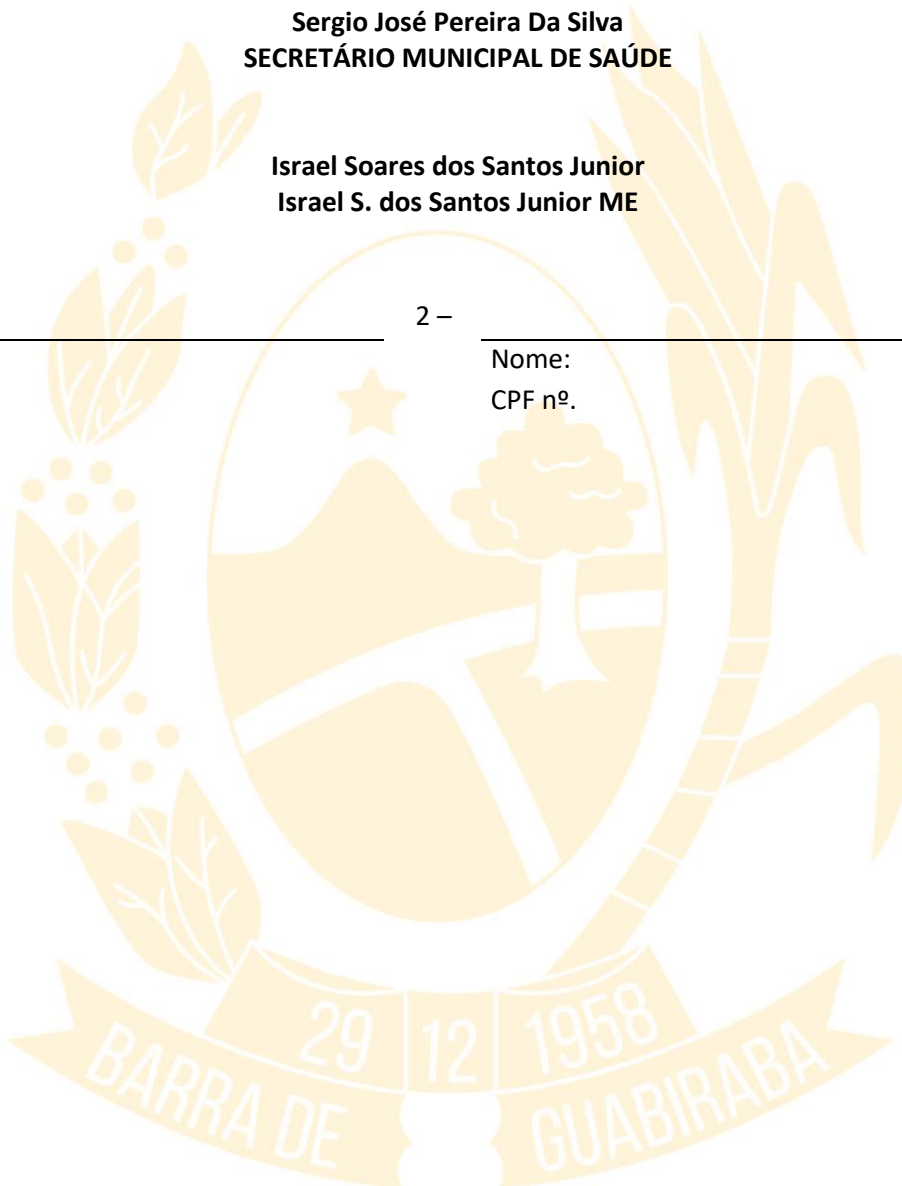 Sergio José Pereira Da Silva
SECRETÁRIO MUNICIPAL DE SAÚDE
Israel Soares dos Santos Junior
Israel S. dos Santos Junior ME
2 –
Nome:
CPF nº.
29 12 1958
BARRA DE GUABIRABA